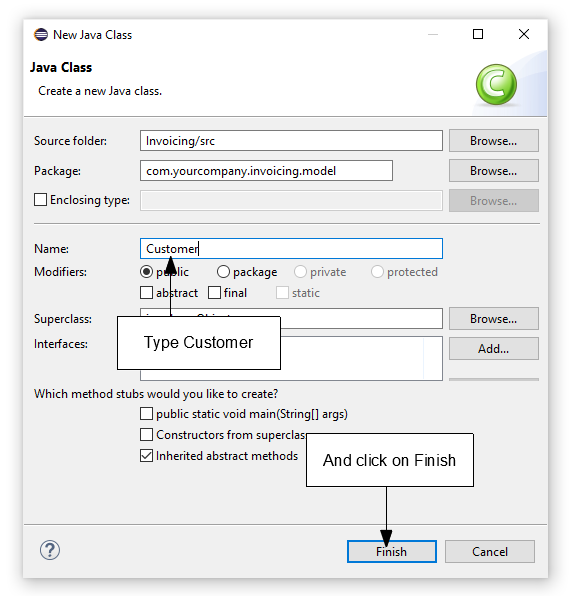 New Java Class
Java Class
Create a new Java class.
Source folder: Invoicing/src Browse...
Package: com.yourcompany.invoicing.model Browse...
Enclosing type: Browse...
Name: Customer
Modifiers: public package private protected
abstract final static
Superclass: Browse...
Type Customer
Interfaces: Add...
Which method stubs would you like to create?
public static void main(String[] args)
Constructors from superclas
Inherited abstract methods
And click on Finish
Finish Cancel